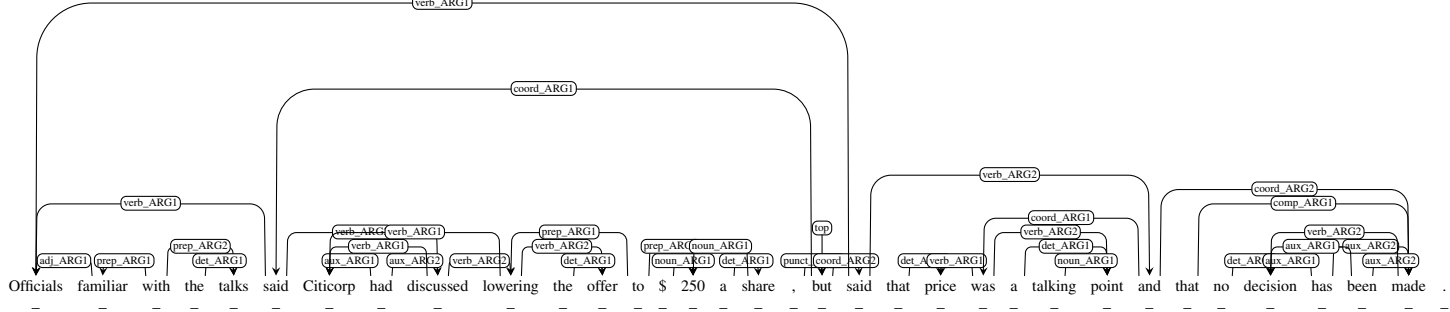 verb_ARG1
coord_ARG1
verb_ARG2
coord_ARG2
verb_ARG1 comp_ARG1
coord_ARG1
top
verb_ARG1 prep_ARG1 verb_ARG2 verb_ARG2
prep_ARG2 verb_ARG1 verb_ARG2 noun_ARG1 det_ARG1 aux_ARG1
adj_ARG1 prep_ARG1 det_ARG1 aux_ARG1 aux_ARG2 verb_ARG2 det_ARG1 noun_ARG1 det_ARG1 punct coord_ARG2 verb_ARG1 noun_ARG1 aux_ARG1 aux_ARG2
Officials familiar with the talks said Citicorp had discussed lowering the offer to $ 250 a share , but said that price was a talking point and that no decision has been made .
_ _ _ _ _ _ _ _ _ _ _ _ _ _ _ _ _ _ _ _ _ _ _ _ _ _ _ _ _ _ _ _ _ _